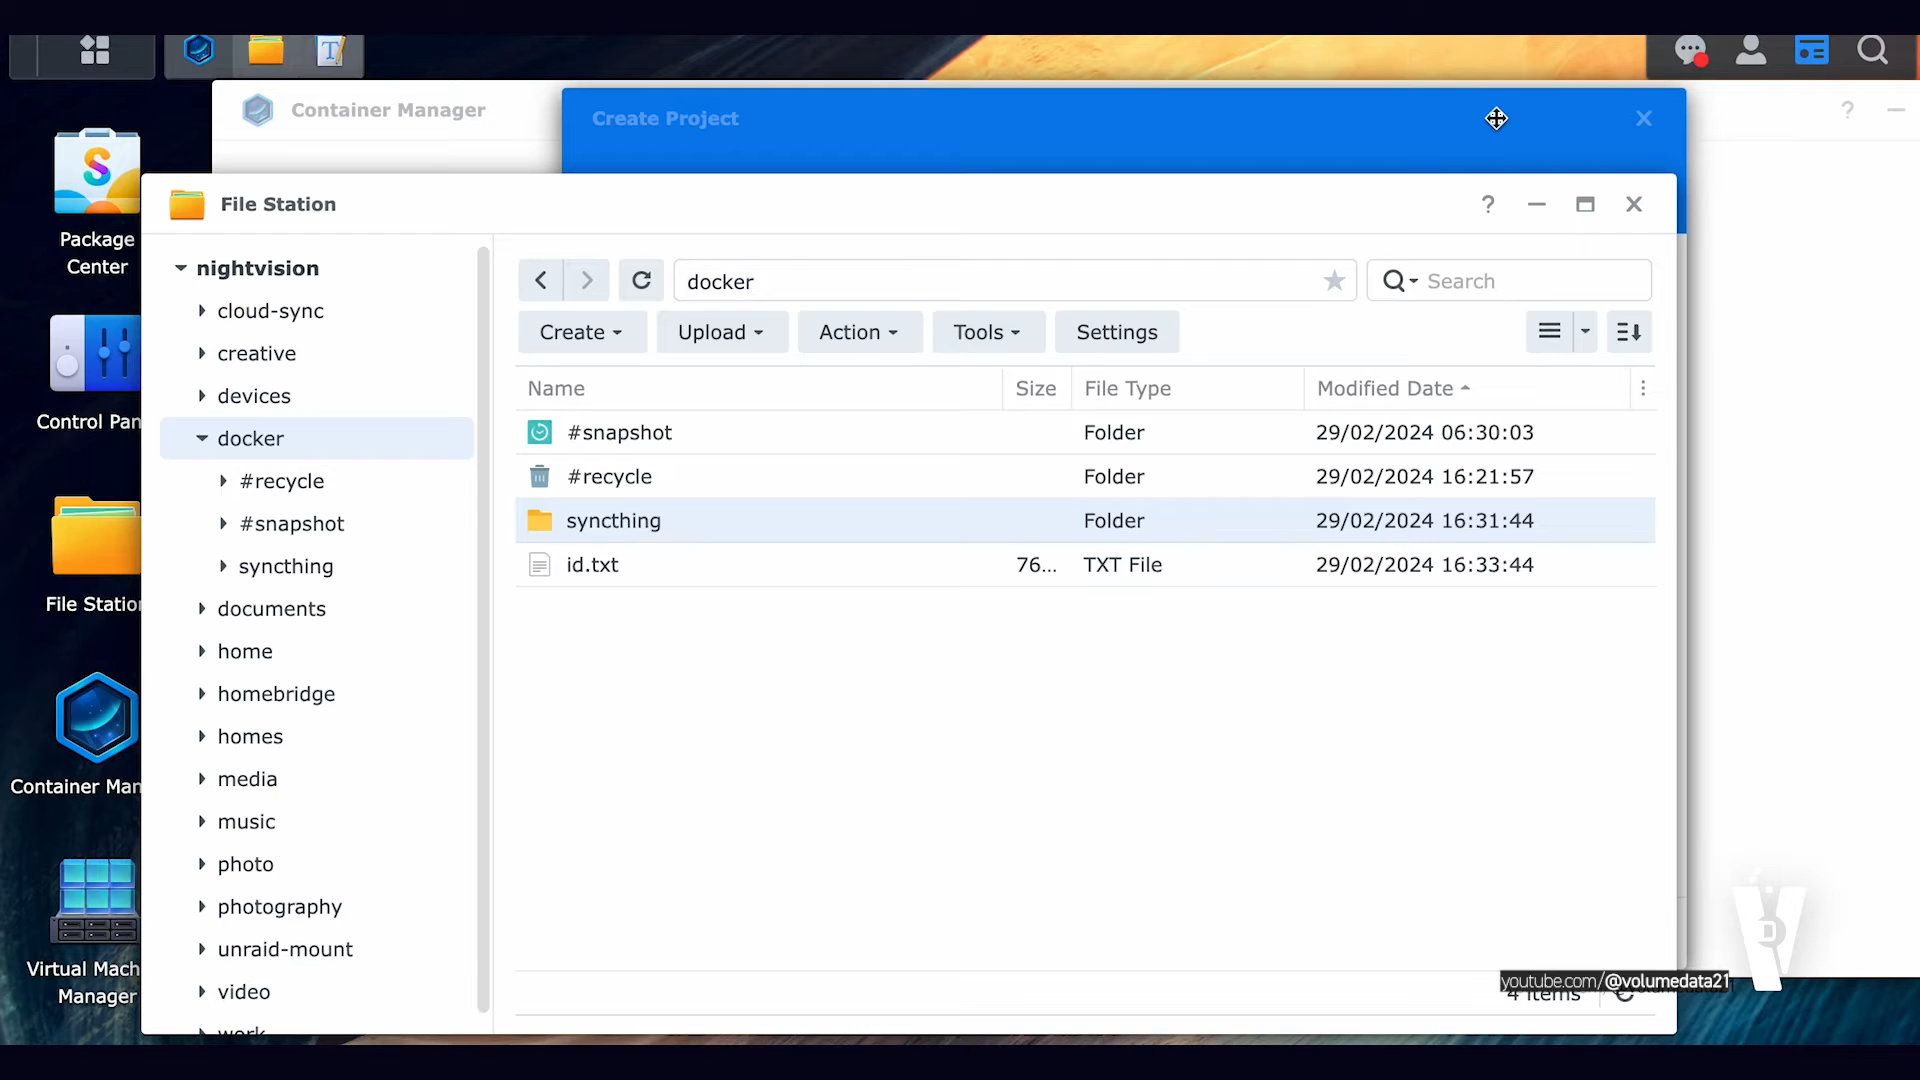 Container Manager
Create Project
Package
Center
Control Pan
File Station
Container Man
Virtual Mach
Manager
File Station
nightvision
cloud-sync
creative
devices
docker
#recycle
#snapshot
syncthing
documents
home
homebridge
homes
media
music
photo
photography
unraid-mount
video
work
docker
Search
Create
Upload
Action
Tools
Settings
Name Size File Type Modified Date
#snapshot Folder 29/02/2024 06:30:03
#recycle Folder 29/02/2024 16:21:57
syncthing Folder 29/02/2024 16:31:44
id.txt 76... TXT File 29/02/2024 16:33:44
4 items
youtube.com/@volumedata21